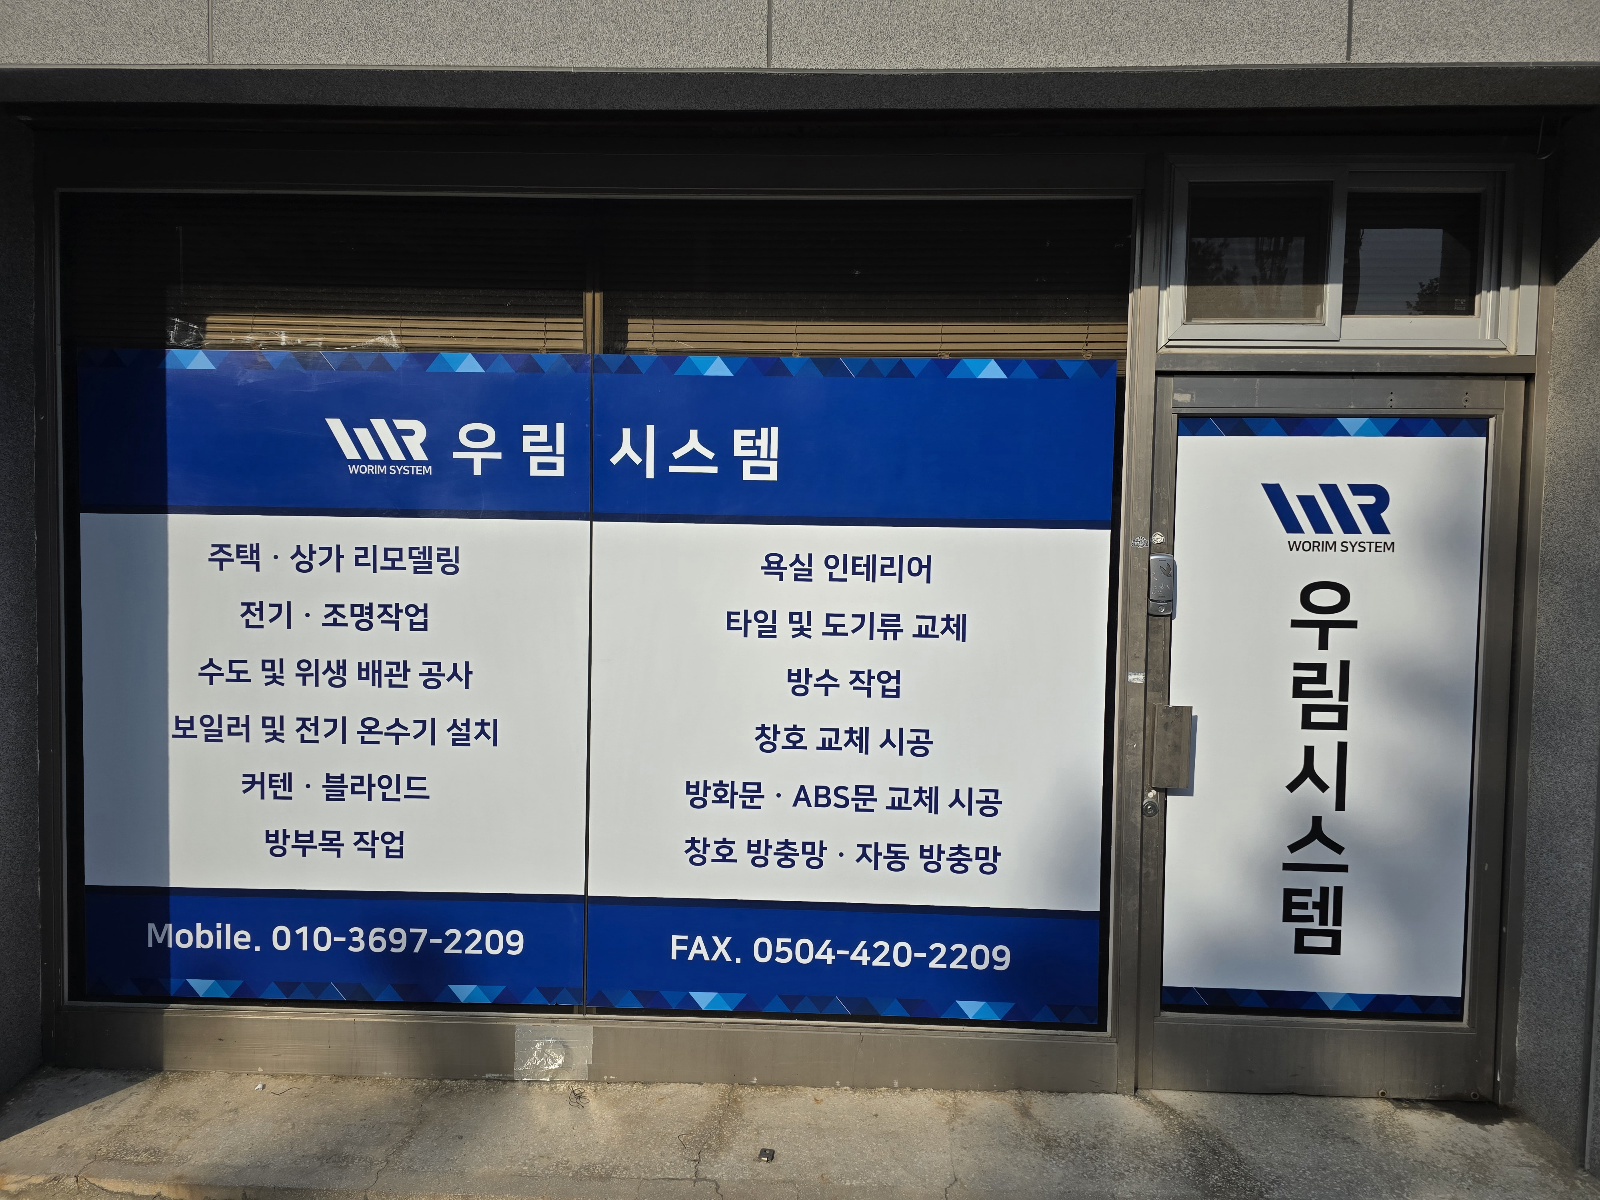 WR
WORIM SYSTEM
우림 시스템
주택 · 상가 리모델링
전기 · 조명작업
수도 및 위생 배관 공사
보일러 및 전기 온수기 설치
커텐 · 블라인드
방부목 작업
욕실 인테리어
타일 및 도기류 교체
방수 작업
창호 교체 시공
방화문 · ABS문 교체 시공
창호 방충망 · 자동 방충망
Mobile. 010-3697-2209
FAX. 0504-420-2209
WR
WORIM SYSTEM
우림시스템